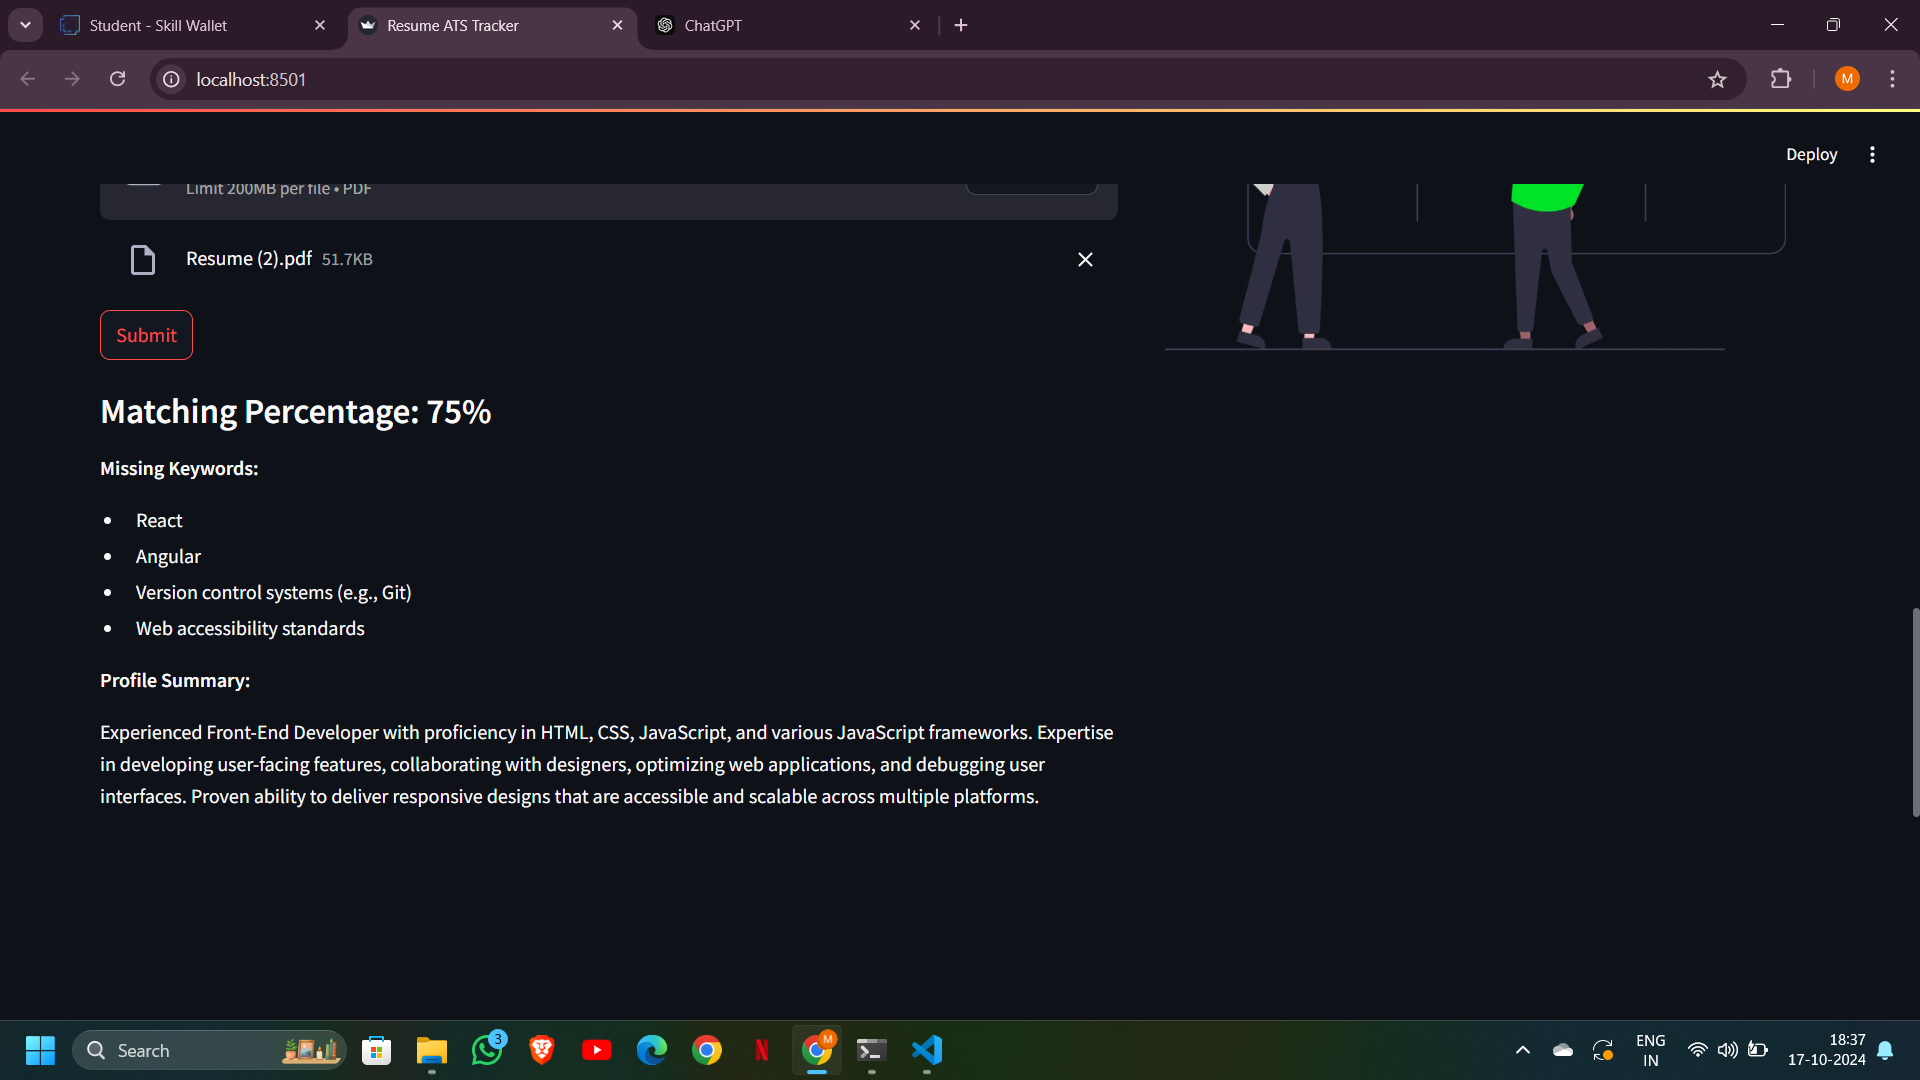 Student - Skill Wallet
Resume ATS Tracker
ChatGPT
localhost:8501
M
Deploy
Limit 200MB per file • PDF
Resume (2).pdf 51.7KB
Submit
Matching Percentage: 75%
Missing Keywords:
• React
• Angular
• Version control systems (e.g., Git)
• Web accessibility standards
Profile Summary:
Experienced Front-End Developer with proficiency in HTML, CSS, JavaScript, and various JavaScript frameworks. Expertise
in developing user-facing features, collaborating with designers, optimizing web applications, and debugging user
interfaces. Proven ability to deliver responsive designs that are accessible and scalable across multiple platforms.
Search
3
N
M
ENG
IN
18:37
17-10-2024